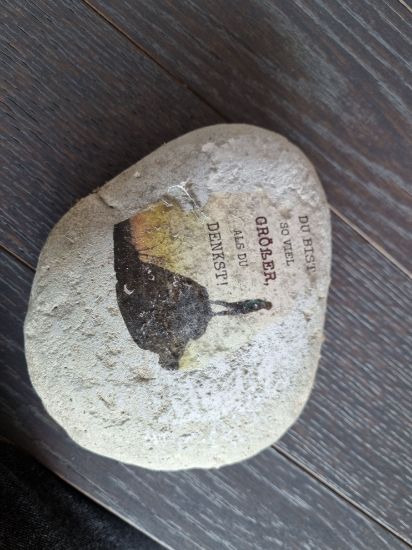 DU BIST
SO VIEL
GRÖßER,
ALS DU
DENKST!